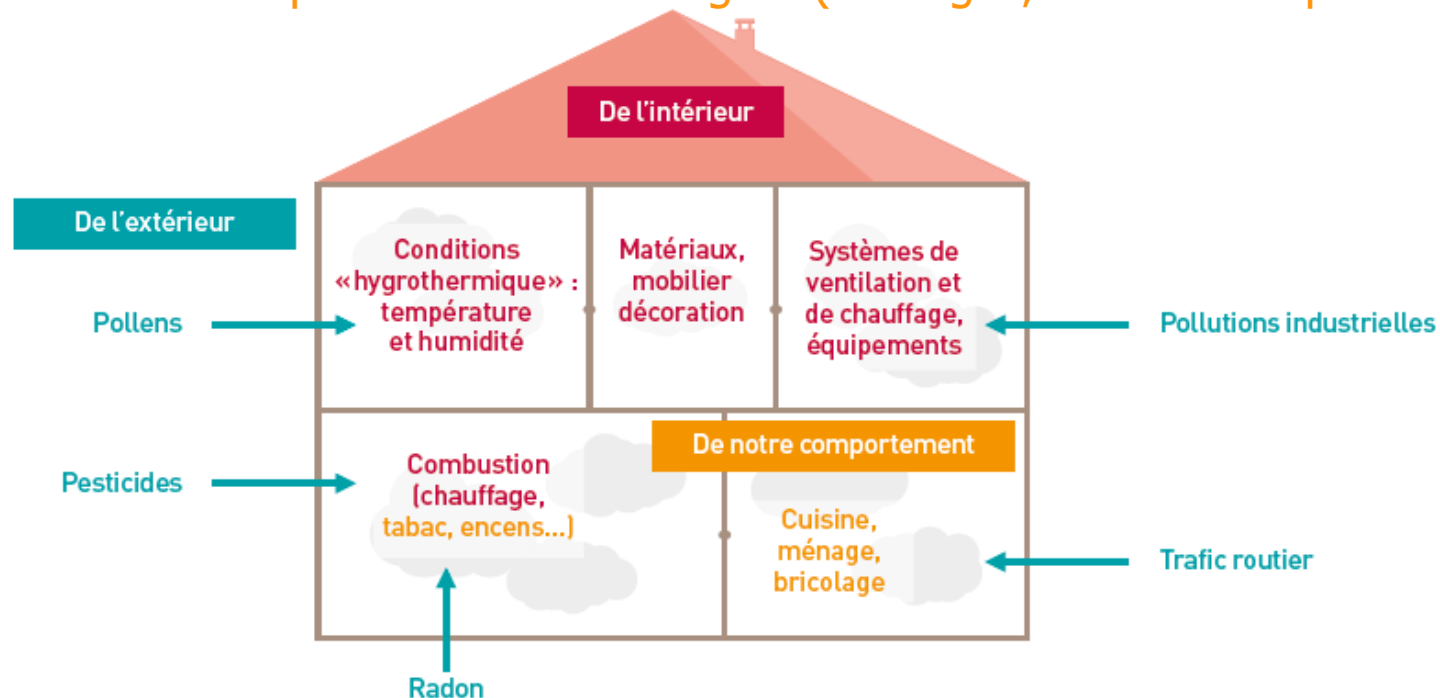 De l'intérieur
De l'extérieur
Conditions
«hygrothermique» :
température
et humidité
Matériaux,
mobilier
décoration
Systèmes de
ventilation et
de chauffage,
équipements
Pollens
Pollutions industrielles
De notre comportement
Pesticides
Combustion
(chauffage,
tabac, encens...)
Cuisine,
ménage,
bricolage
Trafic routier
Radon